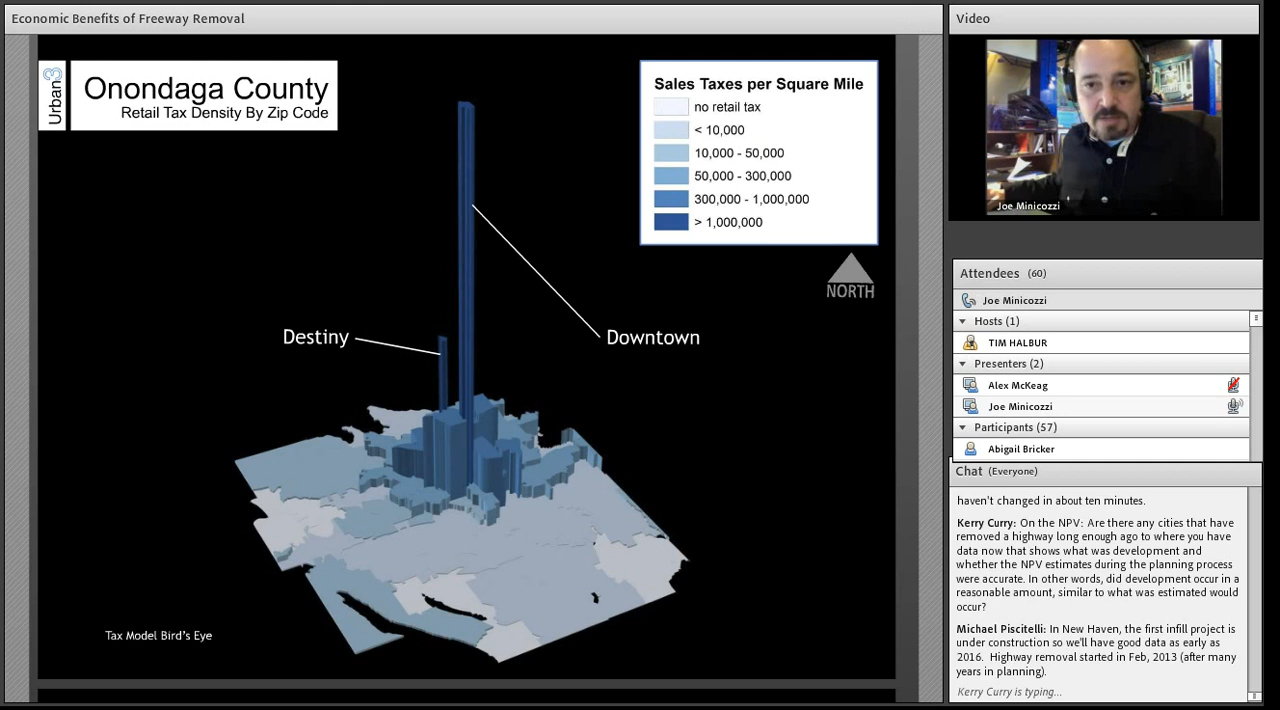 Economic Benefits of Freeway Removal
Urban3
Onondaga County
Retail Tax Density By Zip Code
Sales Taxes per Square Mile
no retail tax
< 10,000
10,000 - 50,000
50,000 - 300,000
300,000 - 1,000,000
> 1,000,000
NORTH
Destiny
Downtown
Tax Model Bird's Eye
Video
Joe Minicozzi
Attendees (60)
Joe Minicozzi
Hosts (1)
TIM HALBUR
Presenters (2)
Alex McKeag
Joe Minicozzi
Participants (57)
Abigail Bricker
Chat (Everyone)
haven't changed in about ten minutes.
Kerry Curry: On the NPV: Are there any cities that have
removed a highway long enough ago to where you have
data now that shows what was development and
whether the NPV estimates during the planning process
were accurate. In other words, did development occur in a
reasonable amount, similar to what was estimated would
occur?
Michael Piscitelli: In New Haven, the first infill project is
under construction so we'll have good data as early as
2016. Highway removal started in Feb, 2013 (after many
years in planning).
Kerry Curry is typing...